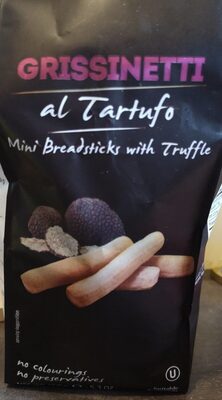 GRISSINETTI
al Tartufo
Mini Breadsticks with Truffle
no colourings
no preservatives
U